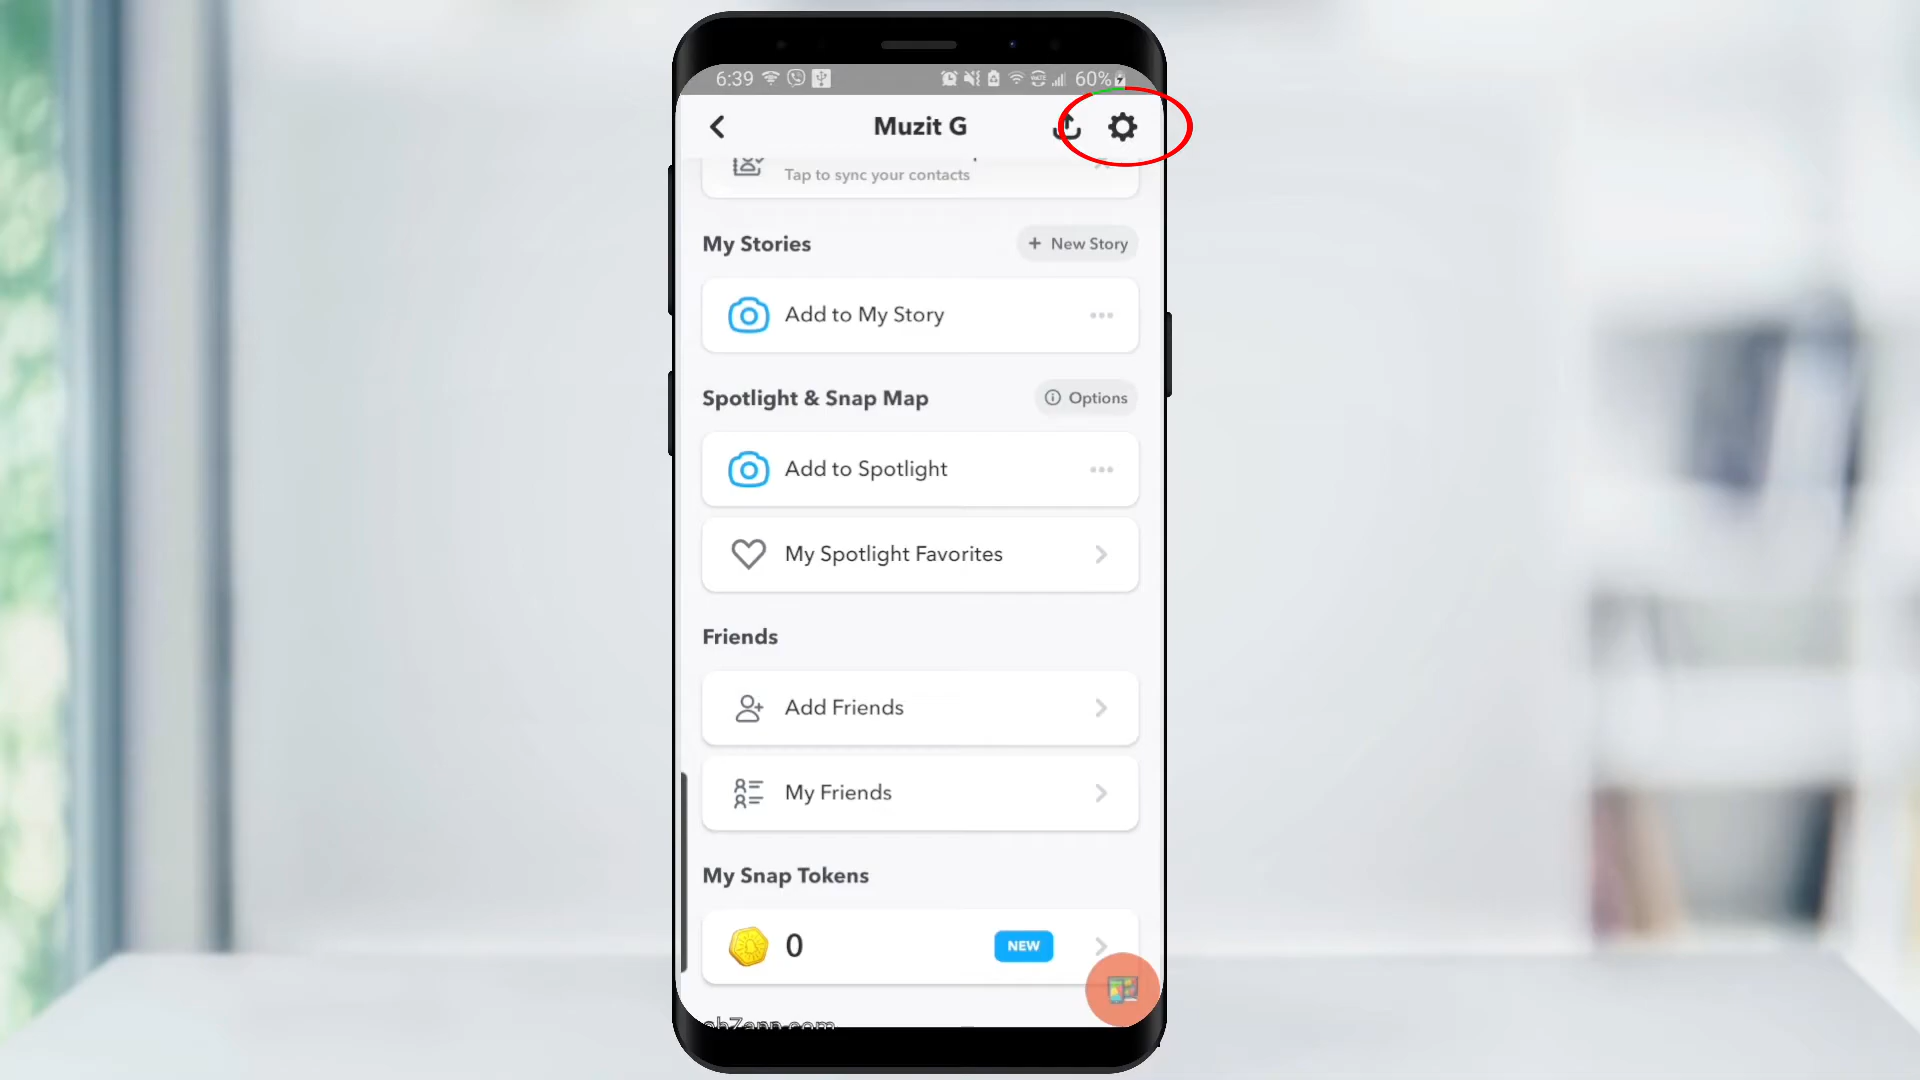 6:39 60%
Muzit G
Tap to sync your contacts
My Stories + New Story
Add to My Story
Spotlight & Snap Map Options
Add to Spotlight
My Spotlight Favorites
Friends
Add Friends
My Friends
My Snap Tokens
0 NEW